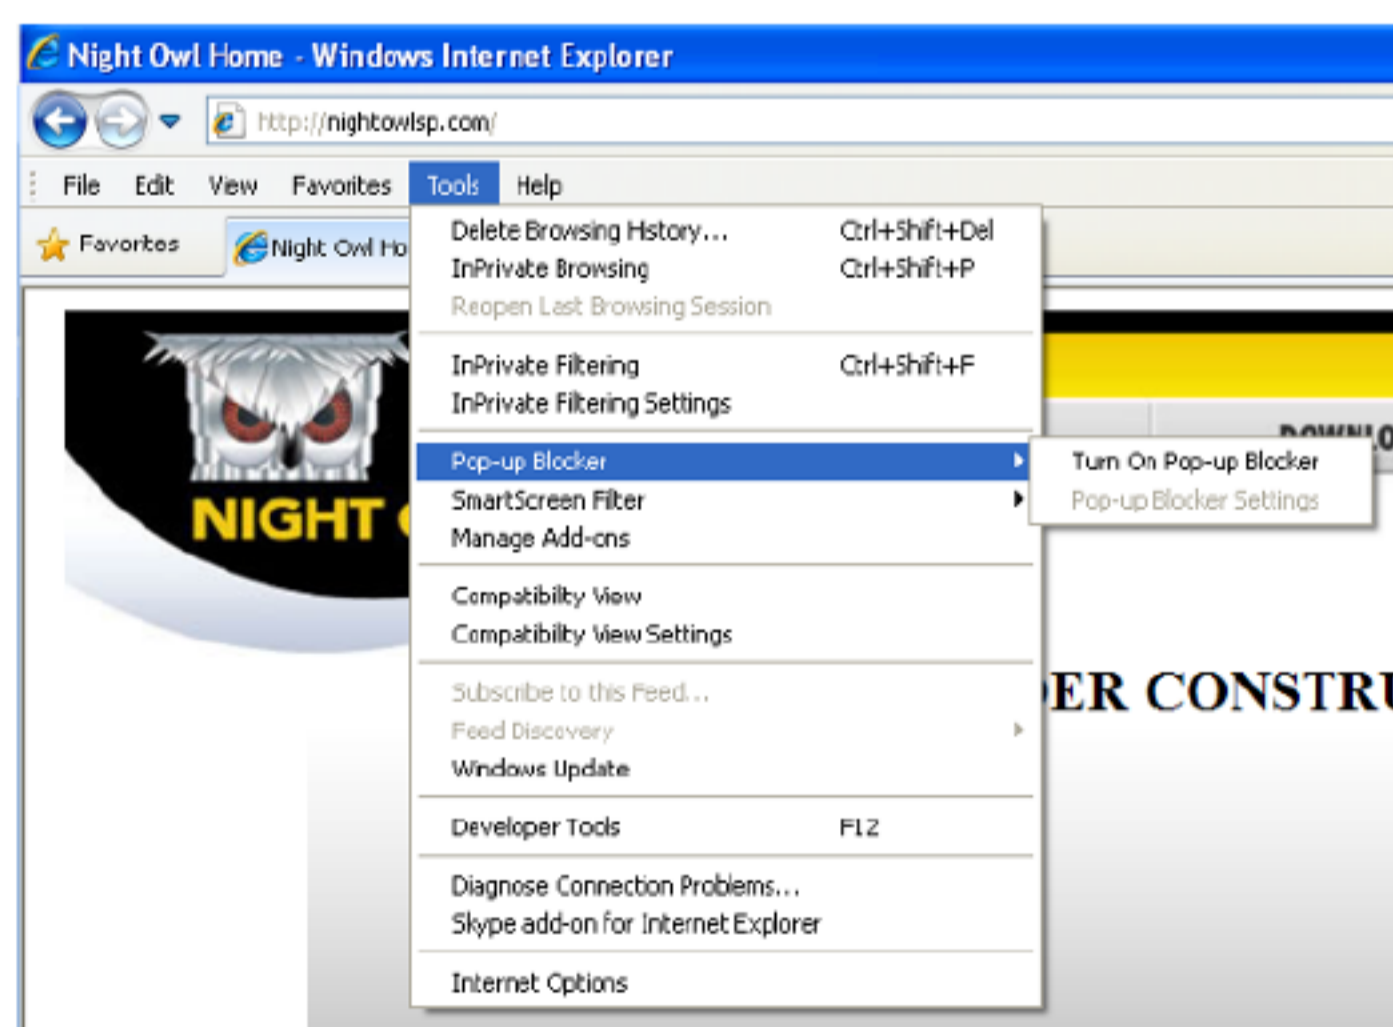 Night Owl Home - Windows Internet Explorer
http://nightowlsp.com/
File Edit View Favorites Tools Help
Favorites Night Owl Ho
Delete Browsing History... Ctrl+Shift+Del
InPrivate Browsing Ctrl+Shift+P
Reopen Last Browsing Session
InPrivate Filtering Ctrl+Shift+F
InPrivate Filtering Settings
DOWNLO
Pop-up Blocker Turn On Pop-up Blocker
SmartScreen Filter Pop-up Blocker Settings
NIGHT
Manage Add-ons
Compatibility View
Compatibility View Settings
Subscribe to this Feed...
DER CONSTRU
Feed Discovery
Windows Update
Developer Tools F12
Diagnose Connection Problems...
Skype add-on for Internet Explorer
Internet Options